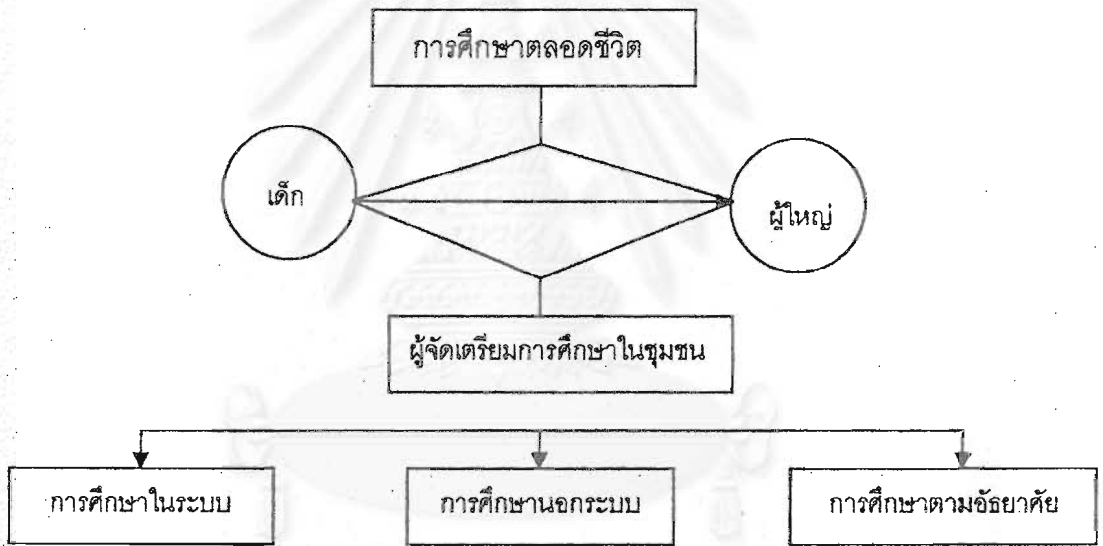 การศึกษาตลอดชีวิต
เด็ก
ผู้ใหญ่
ผู้จัดเตรียมการศึกษาในชุมชน
การศึกษาในระบบ
การศึกษานอกระบบ
การศึกษาตามอัธยาศัย